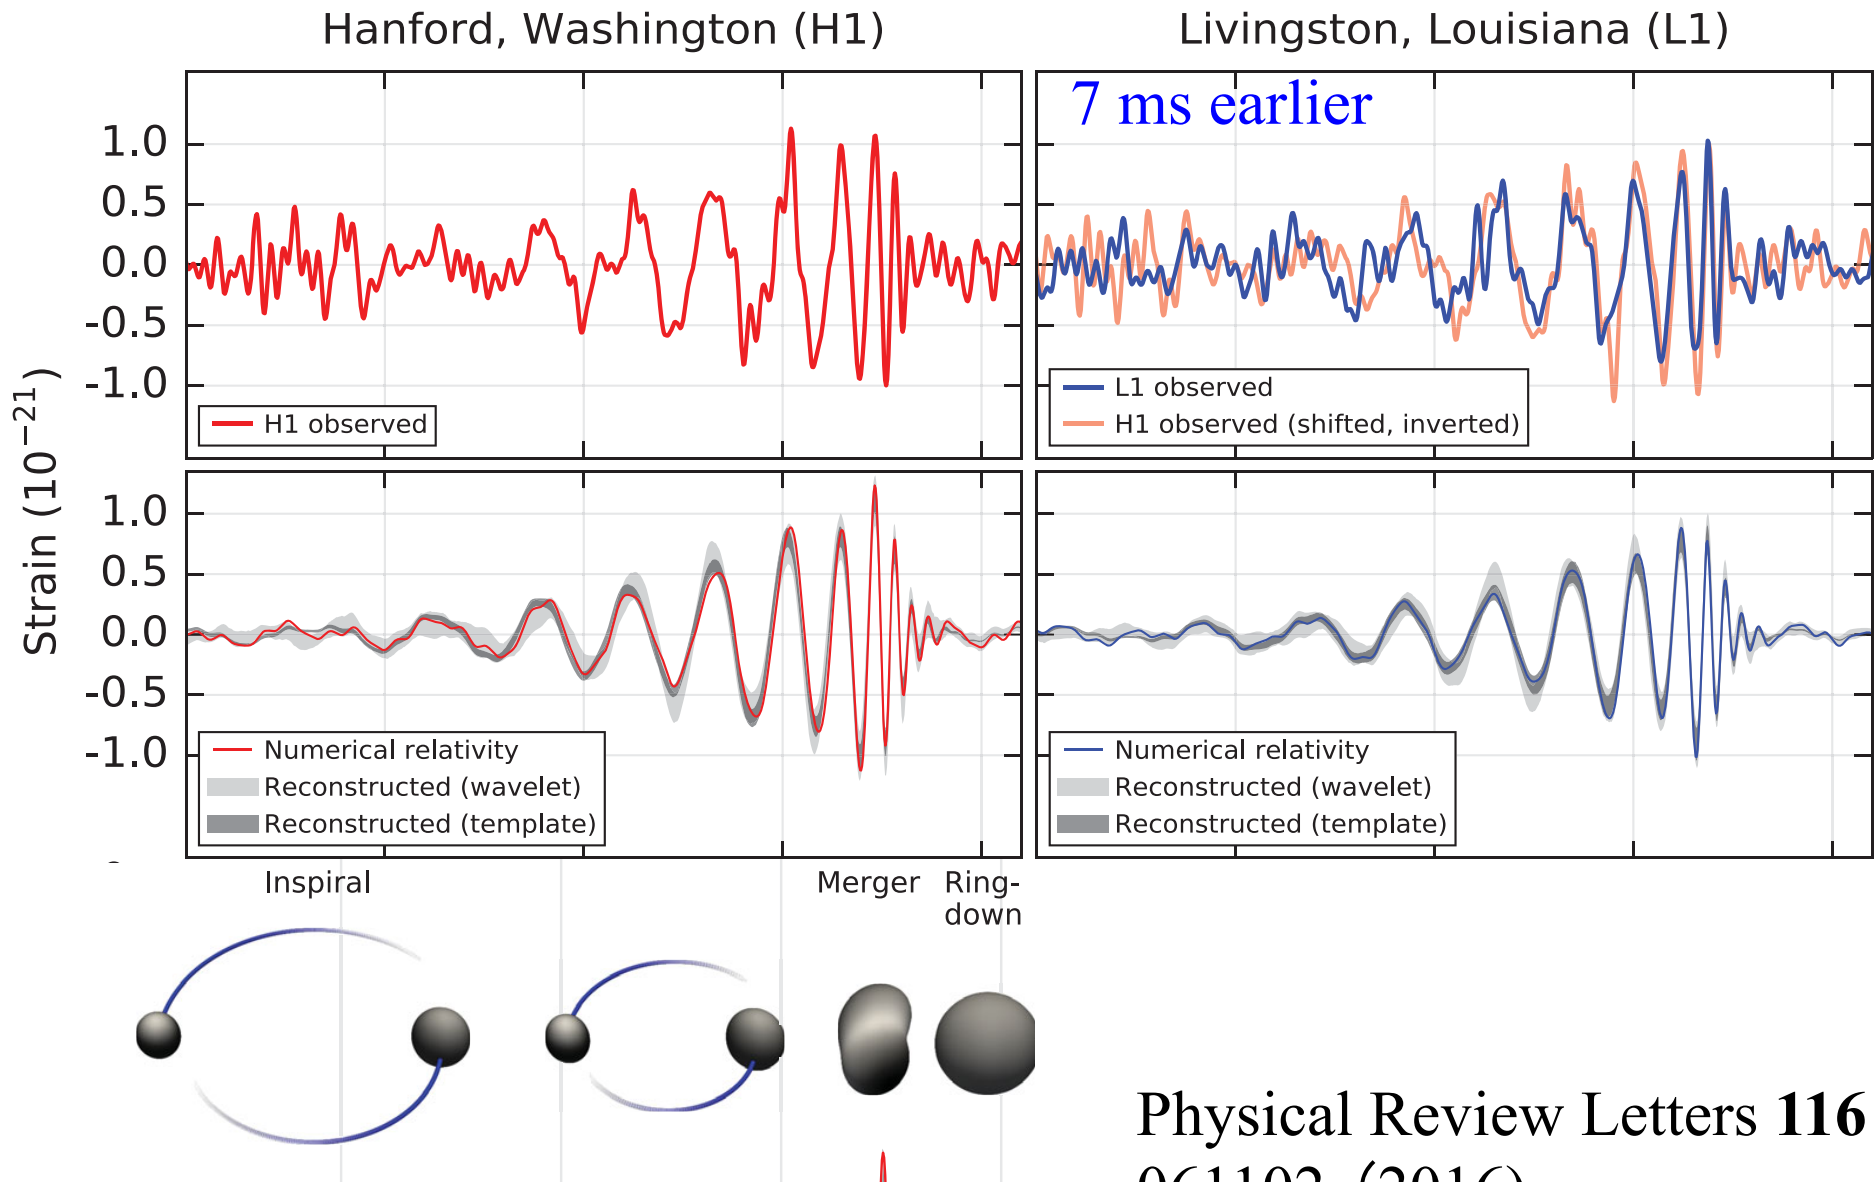 Hanford, Washington (H1)
Livingston, Louisiana (L1)
7 ms earlier
Strain (10⁻²¹)
1.0
0.5
0.0
-0.5
-1.0
H1 observed
L1 observed
H1 observed (shifted, inverted)
1.0
0.5
0.0
-0.5
-1.0
Numerical relativity
Reconstructed (wavelet)
Reconstructed (template)
Numerical relativity
Reconstructed (wavelet)
Reconstructed (template)
Inspiral
Merger
Ring-
down
Physical Review Letters 116
061102 (2016)